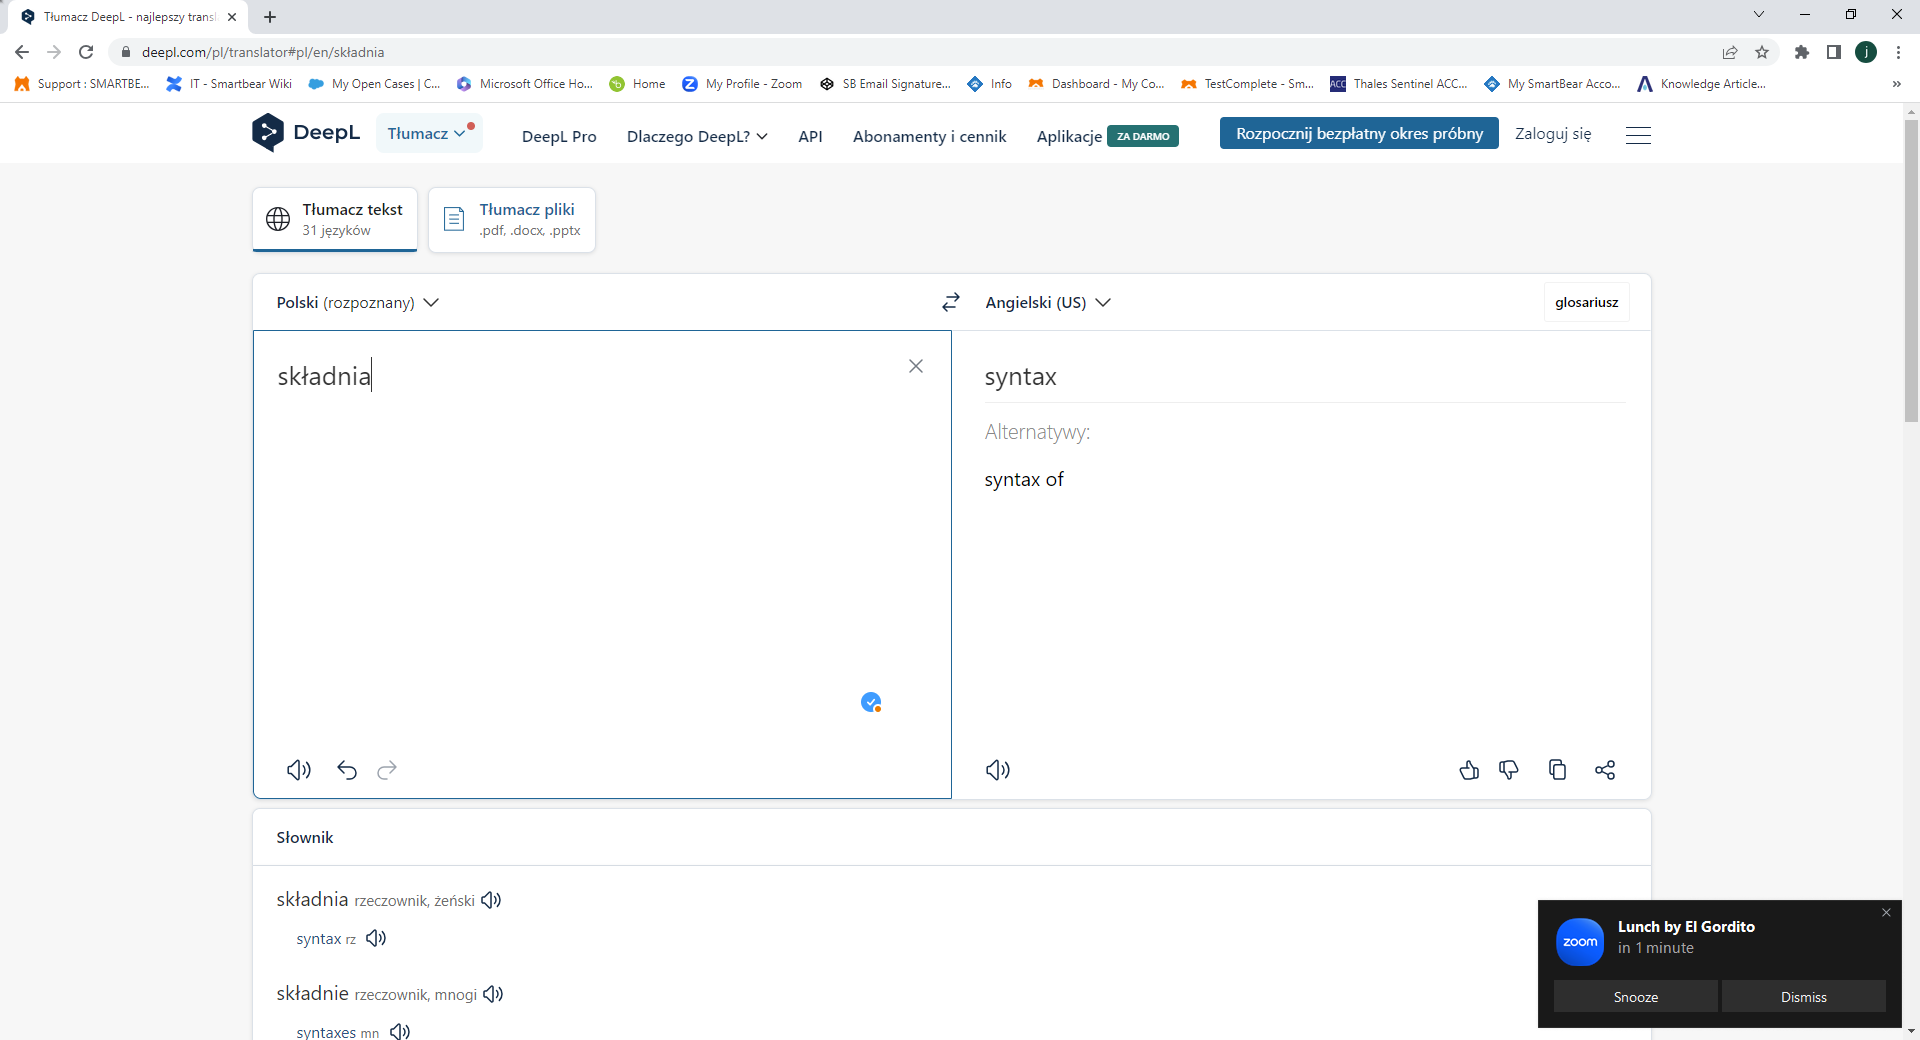 Tłumacz DeepL - najlepszy transl
deepl.com/pl/translator#pl/en/składnia
j
Support : SMARTBE...
IT - Smartbear Wiki
My Open Cases | C...
Microsoft Office Ho...
Home
My Profile - Zoom
SB Email Signature...
Info
Dashboard - My Co...
TestComplete - Sm...
ACC
Thales Sentinel ACC...
My SmartBear Acco...
Knowledge Article...
»
DeepL
Tłumacz
DeepL Pro
Dlaczego DeepL?
API
Abonamenty i cennik
Aplikacje ZA DARMO
Rozpocznij bezpłatny okres próbny
Zaloguj się
Tłumacz tekst
31 języków
Tłumacz pliki
.pdf, .docx, .pptx
Polski (rozpoznany)
Angielski (US)
glosariusz
składnia
syntax
Alternatywy:
syntax of
Słownik
składnia rzeczownik, żeński
syntax rz
składnie rzeczownik, mnogi
syntaxes mn
zoom
Lunch by El Gordito
in 1 minute
Snooze
Dismiss